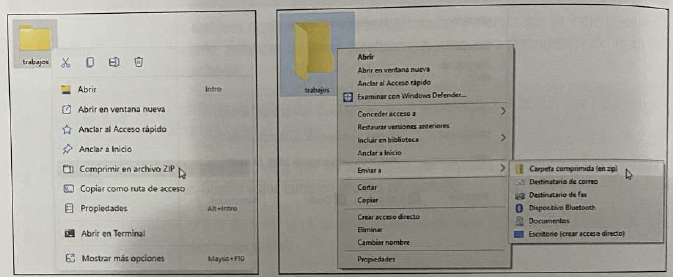 trabajos
Abrir Intro
Abrir en ventana nueva
Anclar al Acceso rápido
Anclar a Inicio
Comprimir en archivo ZIP
Copiar como ruta de acceso
Propiedades Alt+Intro
Abrir en Terminal
Mostrar más opciones Mayús+F10
trabajos
Abrir
Abrir en ventana nueva
Anclar al Acceso rápido
Examinar con Windows Defender...
Conceder acceso a
Restaurar versiones anteriores
Incluir en biblioteca
Anclar a Inicio
Enviar a
Cortar
Copiar
Crear acceso directo
Eliminar
Cambiar nombre
Propiedades
Carpeta comprimida (en zip)
Destinatario de correo
Destinatario de fax
Dispositivo Bluetooth
Documentos
Escritorio (crear acceso directo)